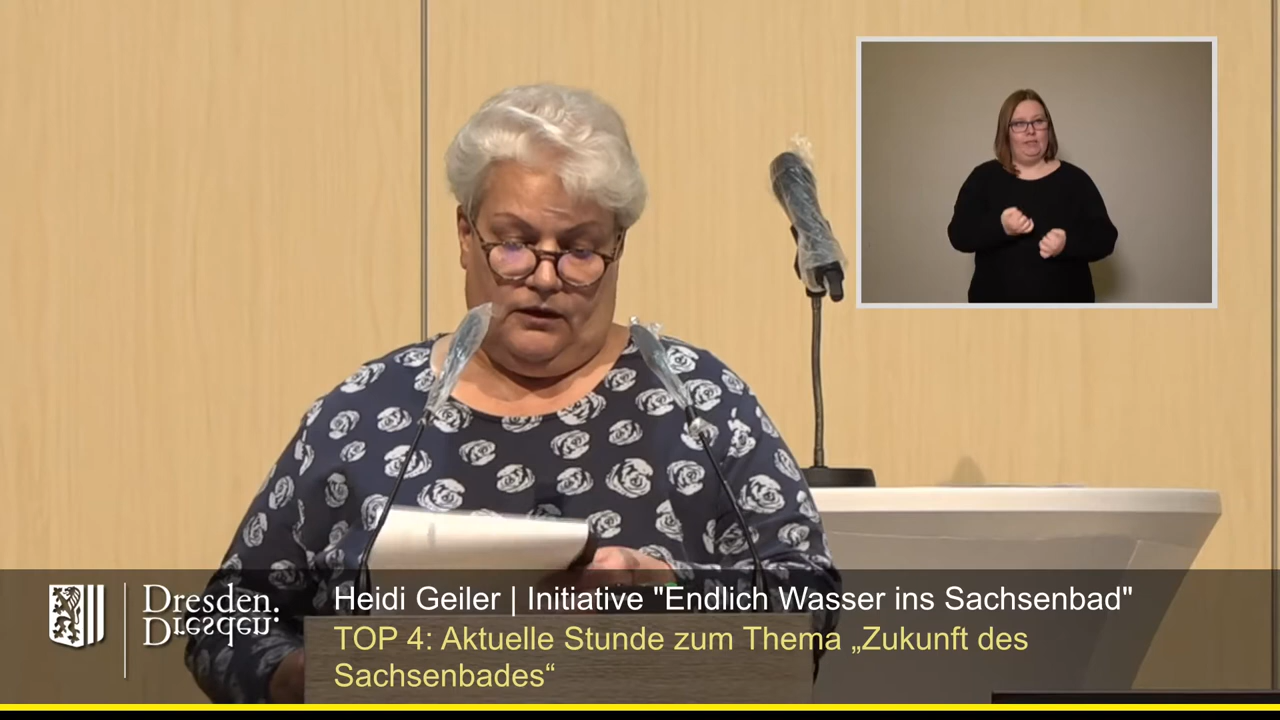 Dresden.
Dresden.
Heidi Geiler | Initiative "Endlich Wasser ins Sachsenbad"
TOP 4: Aktuelle Stunde zum Thema „Zukunft des
Sachsenbades“